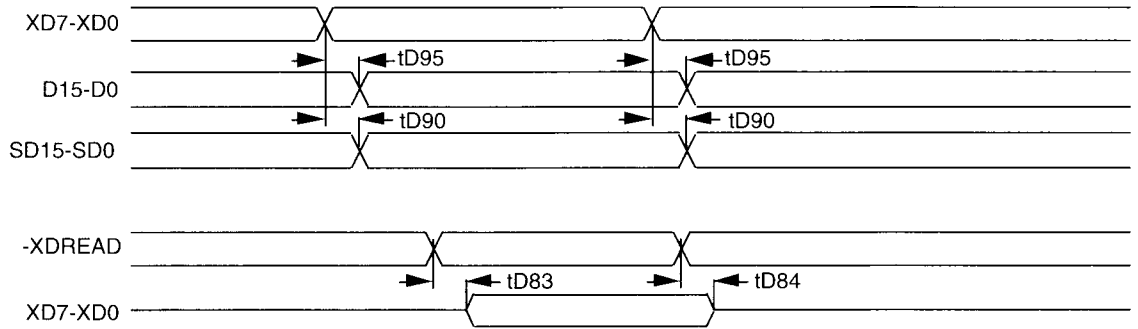 XD7-XD0
tD95 tD95
D15-D0
tD90 tD90
SD15-SD0
-XDREAD
tD83 tD84
XD7-XD0